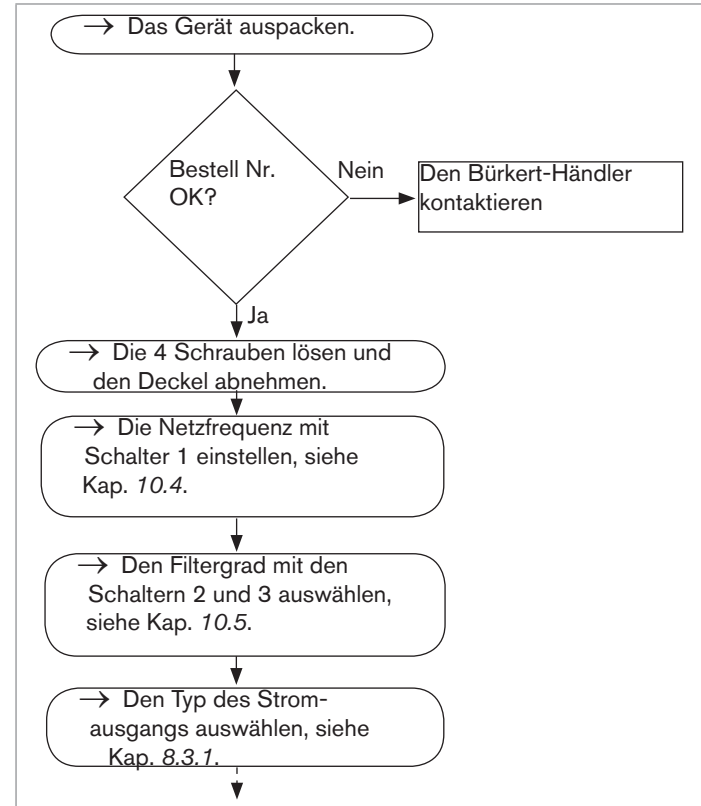 → Das Gerät auspacken.
Bestell Nr.
OK?
Nein
Den Bürkert-Händler
kontaktieren
Ja
→ Die 4 Schrauben lösen und
den Deckel abnehmen.
→ Die Netzfrequenz mit
Schalter 1 einstellen, siehe
Kap. 10.4.
→ Den Filtergrad mit den
Schaltern 2 und 3 auswählen,
siehe Kap. 10.5.
→ Den Typ des Strom-
ausgangs auswählen, siehe
Kap. 8.3.1.